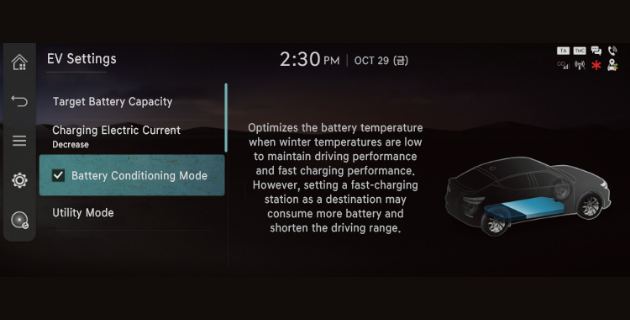 EV Settings
2:30 PM | OCT 29 (금)
TA TMC
Target Battery Capacity
Charging Electric Current
Decrease
Battery Conditioning Mode
Utility Mode
Optimizes the battery temperature
when winter temperatures are low
to maintain driving performance
and fast charging performance.
However, setting a fast-charging
station as a destination may
consume more battery and
shorten the driving range.